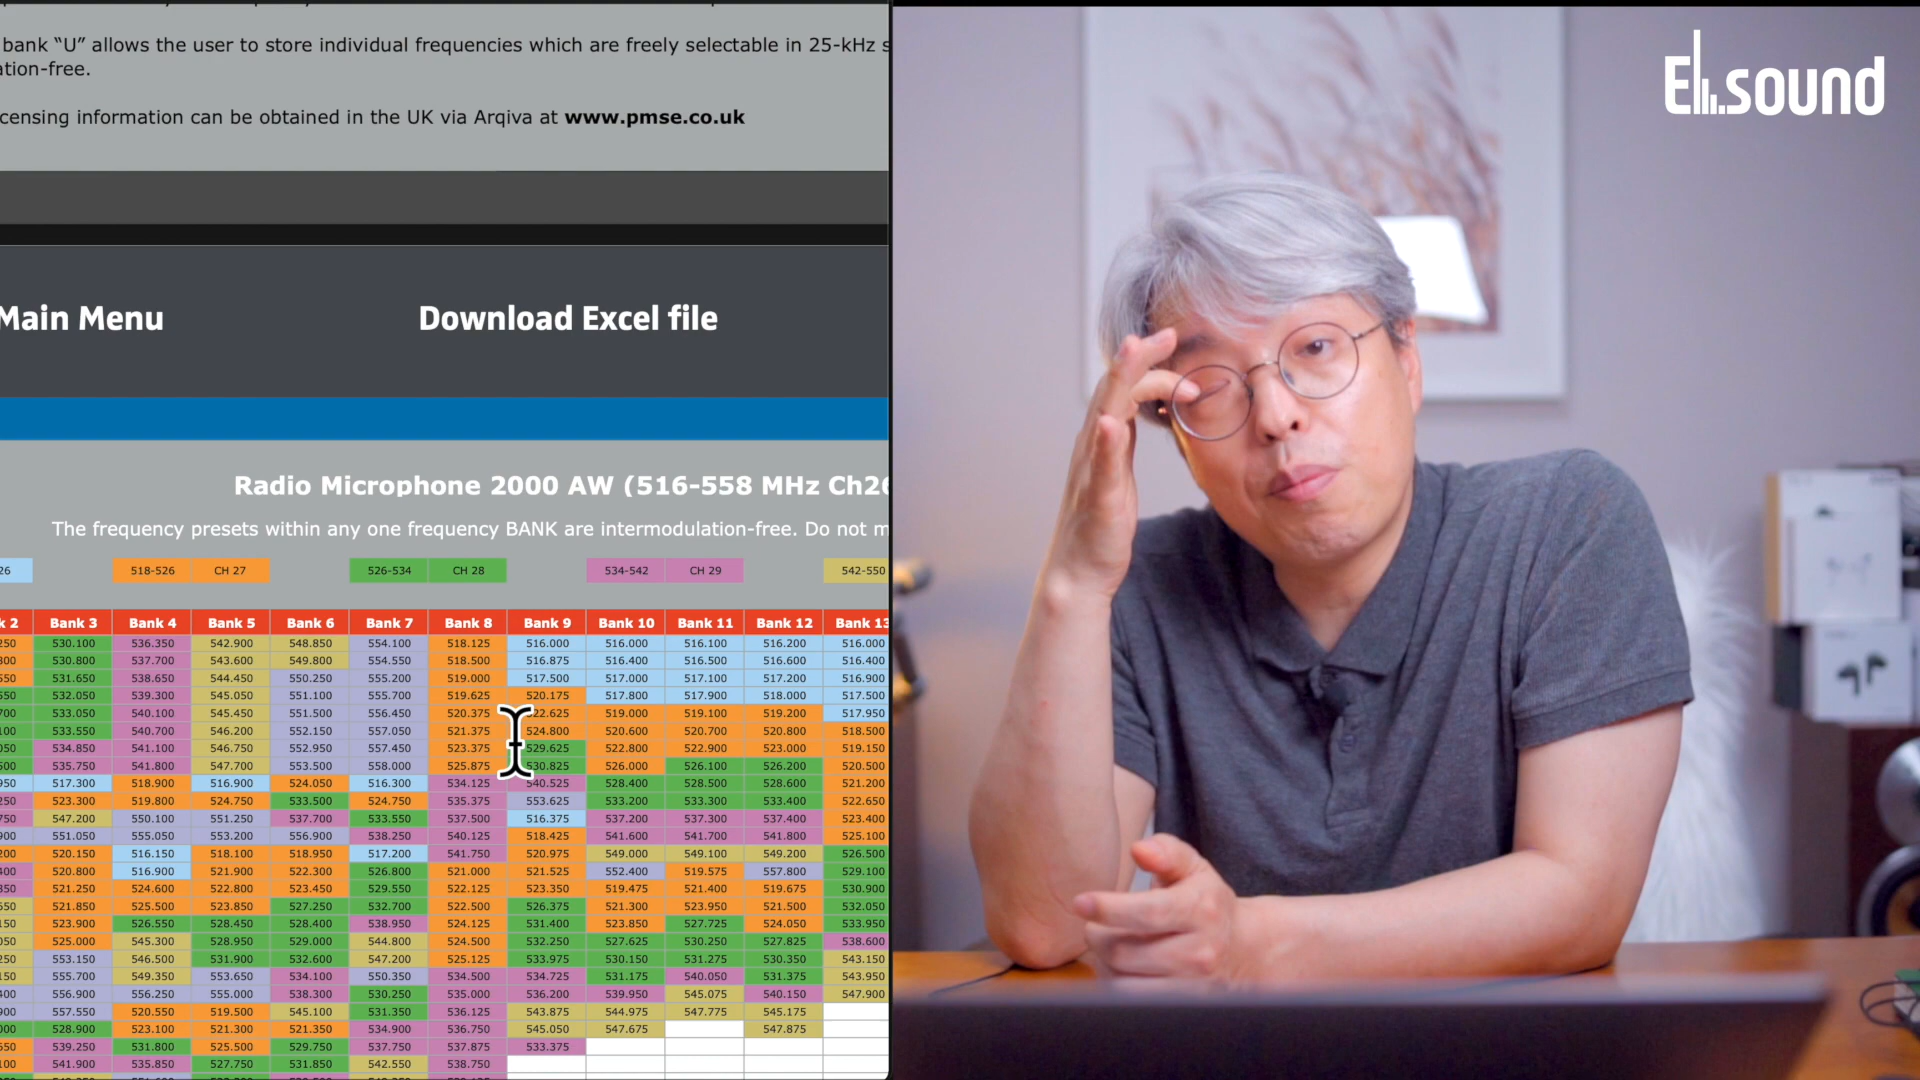 bank “U” allows the user to store individual frequencies which are freely selectable in 25-kHz
ation-free.
censing information can be obtained in the UK via Arqiva at www.pmse.co.uk
Main Menu
Download Excel file
Radio Microphone 2000 AW (516-558 MHz Ch26
The frequency presets within any one frequency BANK are intermodulation-free. Do not m
26 518-526 CH 27 526-534 CH 28 534-542 CH 29 542-550
k 2 Bank 3 Bank 4 Bank 5 Bank 6 Bank 7 Bank 8 Bank 9 Bank 10 Bank 11 Bank 12 Bank 13
250 530.100 536.350 542.900 548.850 554.100 518.125 516.000 516.000 516.100 516.200 516.000
300 530.800 537.700 543.600 549.800 554.550 518.500 516.875 516.400 516.500 516.600 516.400
550 531.650 538.650 544.450 550.250 555.200 519.000 517.500 517.000 517.100 517.200 516.900
550 532.050 539.300 545.050 551.100 555.700 519.625 520.175 517.800 517.900 518.000 517.500
700 533.050 540.100 545.450 551.500 556.450 520.375 22.625 519.000 519.100 519.200 517.950
100 533.550 540.700 546.200 552.150 557.050 521.375 524.800 520.600 520.700 520.800 518.500
050 534.850 541.100 546.750 552.950 557.450 523.375 529.625 522.800 522.900 523.000 519.150
500 535.750 541.800 547.700 553.500 558.000 525.875 530.825 526.000 526.100 526.200 520.500
950 517.300 518.900 516.900 524.050 516.300 534.125 540.525 528.400 528.500 528.600 521.200
250 523.300 519.800 524.750 533.500 524.750 535.375 553.625 533.200 533.300 533.400 522.650
750 547.200 550.100 551.250 537.700 533.550 537.500 516.375 537.200 537.300 537.400 523.400
900 551.050 555.050 553.200 556.900 538.250 540.125 518.425 541.600 541.700 541.800 525.100
200 520.150 516.150 518.100 518.950 517.200 541.750 520.975 549.000 549.100 549.200 526.500
400 520.800 516.900 521.900 522.300 526.800 521.000 521.525 552.400 519.575 557.800 529.100
350 521.250 524.600 522.800 523.450 529.550 522.125 523.350 519.475 521.400 519.675 530.900
550 521.850 525.500 523.850 527.250 532.700 522.500 526.375 521.300 523.950 521.500 532.050
150 523.900 526.550 528.450 528.400 538.950 524.125 531.400 523.850 527.725 524.050 533.950
050 525.000 545.300 528.950 529.000 544.800 524.500 532.250 527.625 530.250 527.825 538.600
250 553.150 546.500 531.900 532.600 547.200 525.125 533.975 530.150 531.275 530.350 543.150
150 555.700 549.350 553.650 534.100 550.350 534.500 534.725 531.175 540.050 531.375 543.950
400 556.900 556.250 555.000 538.300 530.250 535.000 536.200 539.950 545.075 540.150 547.900
900 557.550 520.550 519.500 545.100 531.350 536.125 543.875 544.975 547.775 545.175
000 528.900 523.100 521.300 521.350 534.900 536.750 545.050 547.675 547.875
550 539.250 531.800 525.500 529.750 537.750 537.875 533.375
100 541.900 535.850 527.750 531.850 542.550 538.750
El.sound